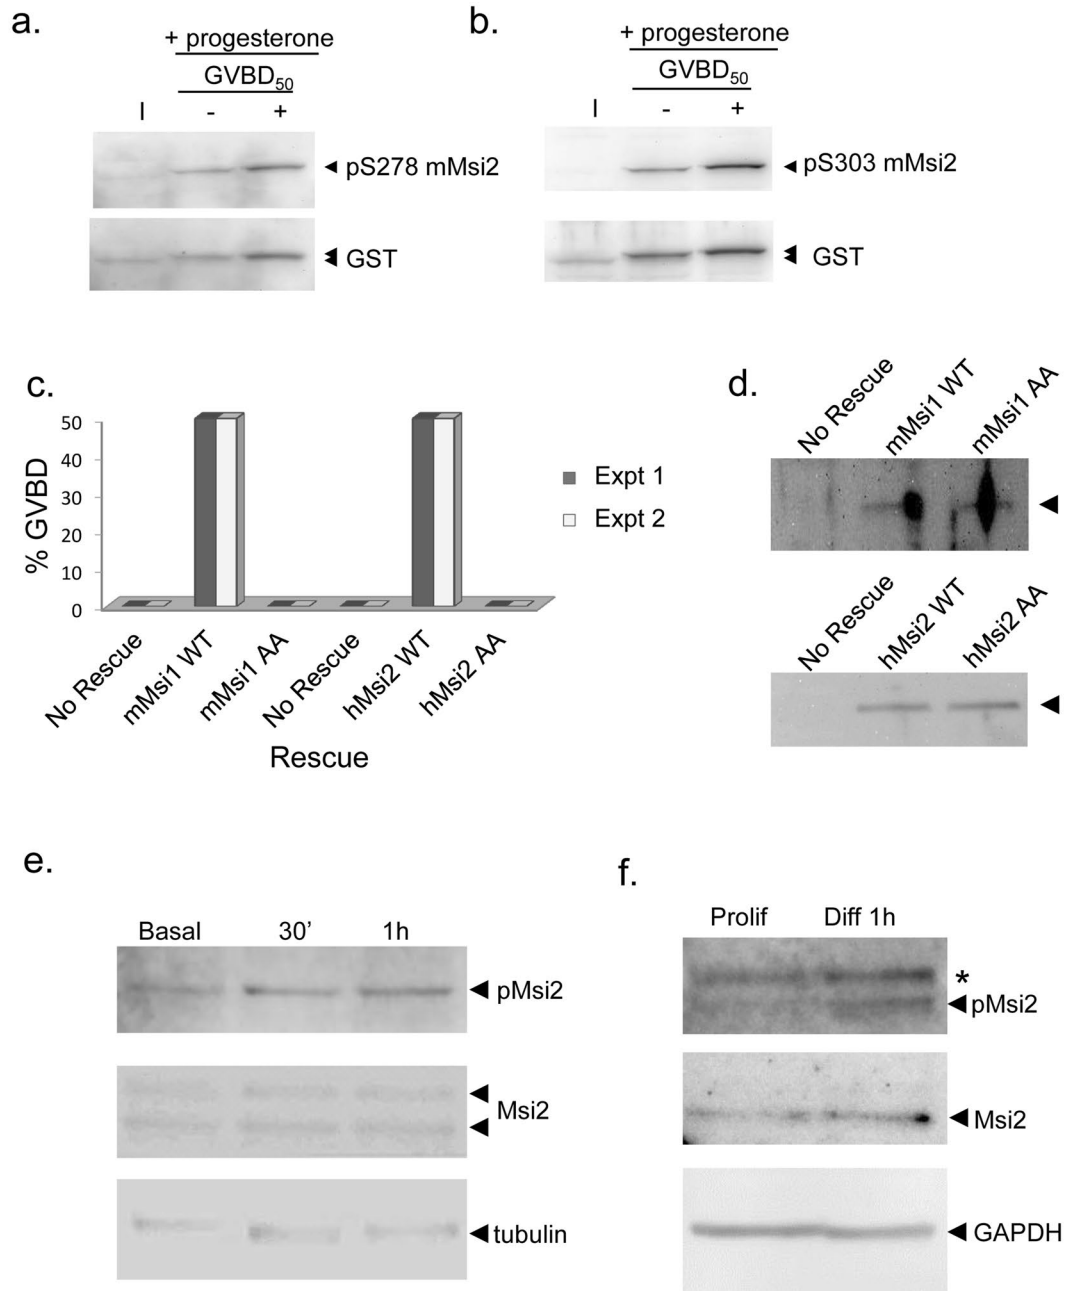 a.
+ progesterone
GVBD50
I - +
pS278 mMsi2
GST
b.
+ progesterone
GVBD50
I - +
pS303 mMsi2
GST
c.
% GVBD
50
40
30
20
10
0
No Rescue
mMsi1 WT
mMsi1 AA
No Rescue
hMsi2 WT
hMsi2 AA
Rescue
Expt 1
Expt 2
d.
No Rescue
mMsi1 WT
mMsi1 AA
No Rescue
hMsi2 WT
hMsi2 AA
e.
Basal 30’ 1h
pMsi2
Msi2
tubulin
f.
Prolif Diff 1h
*
pMsi2
Msi2
GAPDH